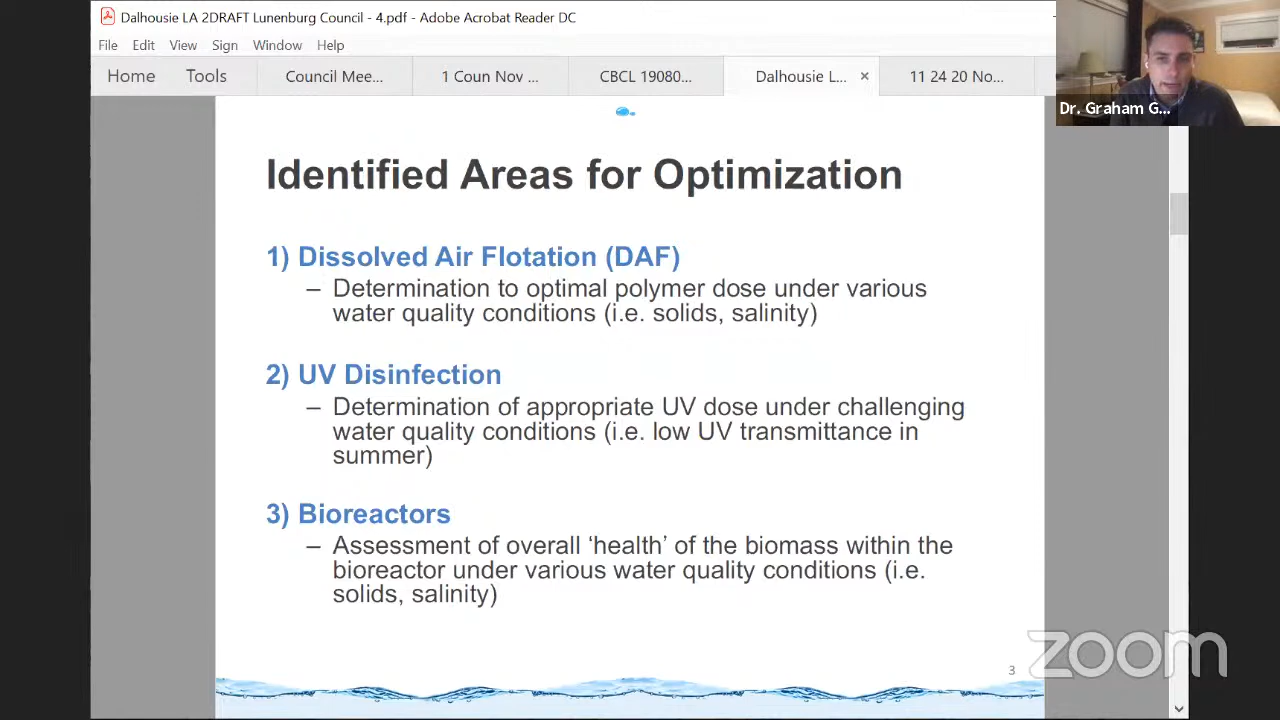 Dalhousie LA 2DRAFT Lunenburg Council - 4.pdf - Adobe Acrobat Reader DC
File Edit View Sign Window Help
Home Tools Council Mee... 1 Coun Nov ... CBCL 19080... Dalhousie L... × 11 24 20 No...
Dr. Graham G...
Identified Areas for Optimization
1) Dissolved Air Flotation (DAF)
– Determination to optimal polymer dose under various
water quality conditions (i.e. solids, salinity)
2) UV Disinfection
– Determination of appropriate UV dose under challenging
water quality conditions (i.e. low UV transmittance in
summer)
3) Bioreactors
– Assessment of overall ‘health’ of the biomass within the
bioreactor under various water quality conditions (i.e.
solids, salinity)
3
zoom